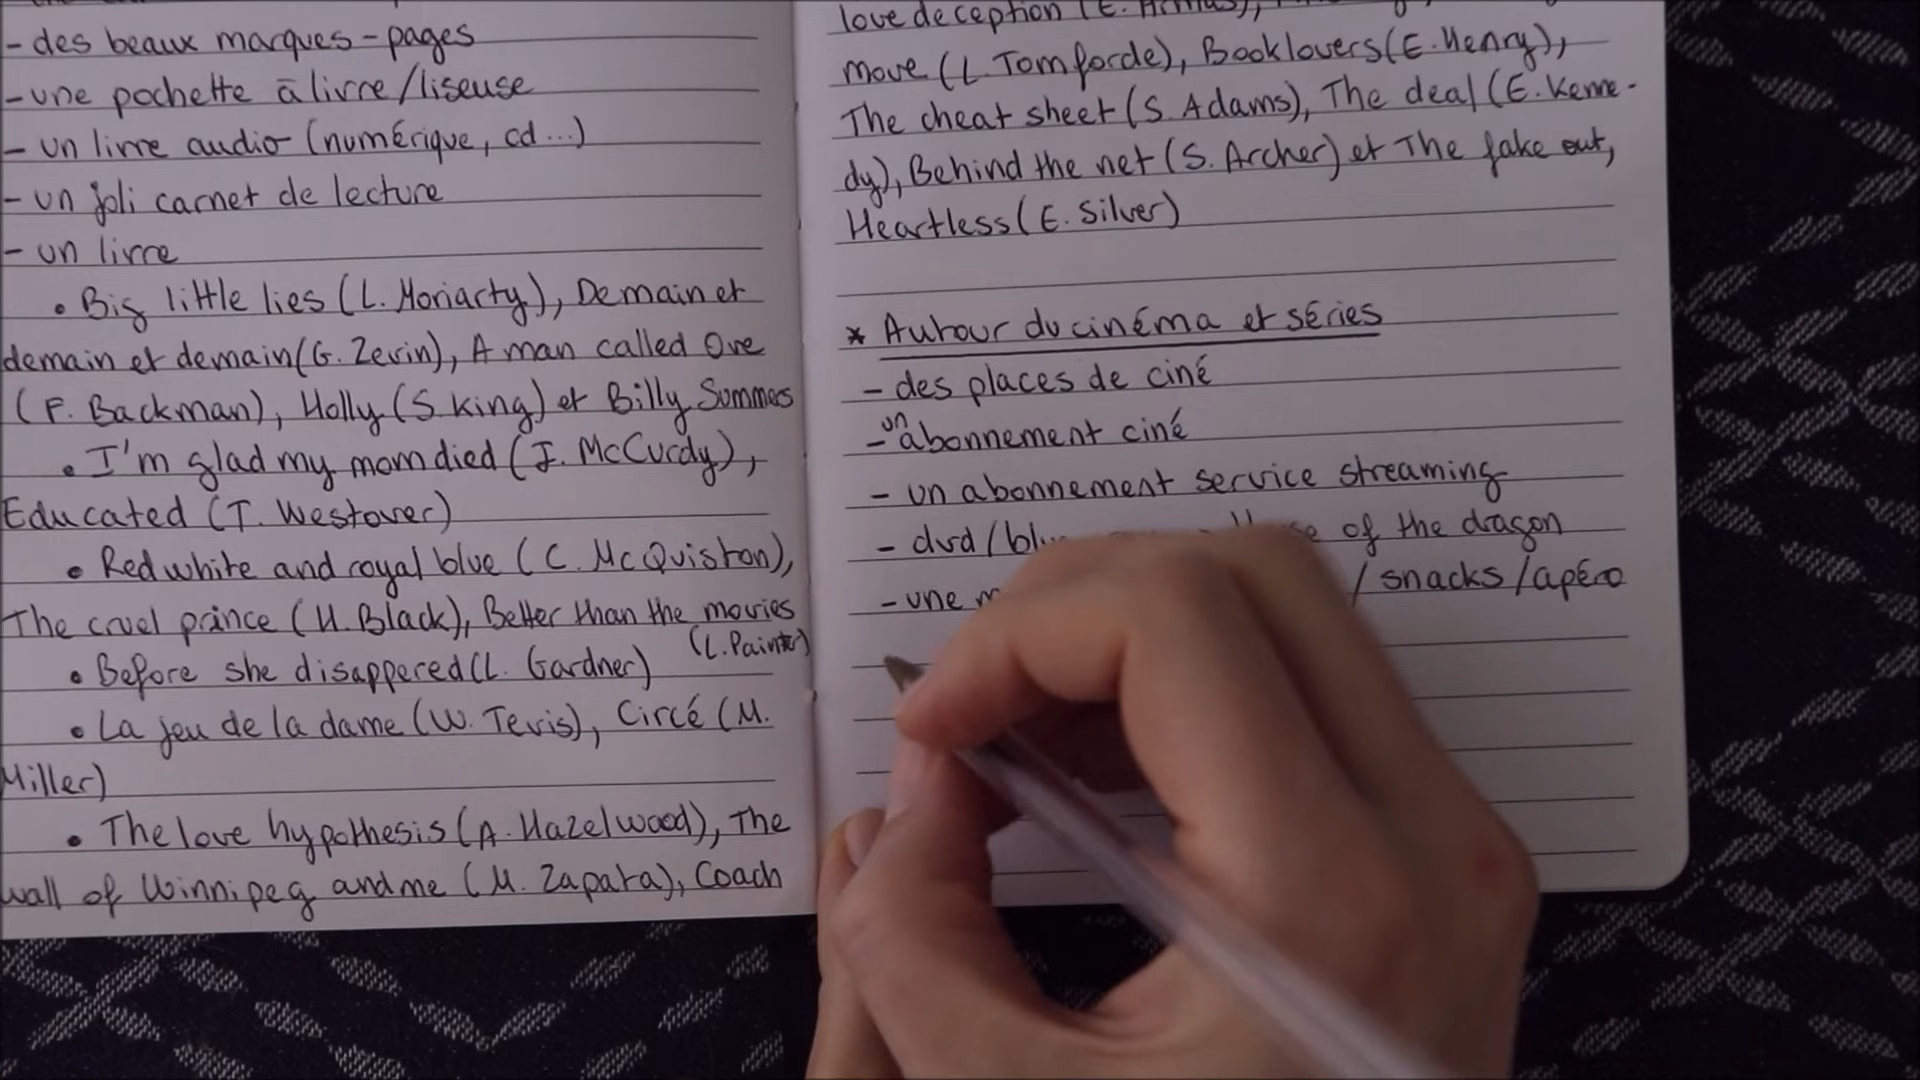 - des beaux marques-pages
- une pochette à livre/liseuse
- un livre audio (numérique, cd...)
- un joli carnet de lecture
- un livre
• Big little lies (L. Moriarty), Demain et
demain et demain (G. Zevin), A man called Ove
(F. Backman), Holly (S. King) et Billy Summers
• I'm glad my mom died (J. McCurdy),
Educated (T. Westover)
• Red white and royal blue (C. McQuiston),
The cruel prince (H. Black), Better than the movies
(L. Painter)
• Before she disappered (L. Gardner)
• La jeu de la dame (W. Tevis), Circé (M.
Miller)
• The love hypothesis (A. Hazelwood), The
wall of Winnipeg and me (M. Zapata), Coach
love deception (E. Armas),
move (L. Tomforde), Booklovers (E. Henry),
The cheat sheet (S. Adams), The deal (E. Kenne-
dy), Behind the net (S. Archer) et The fake out,
Heartless (E. Silver)
* Autour du cinéma et séries
- des places de ciné
- un abonnement ciné
- un abonnement service streaming
- dvd / of the dragon
- une / snacks / apéro